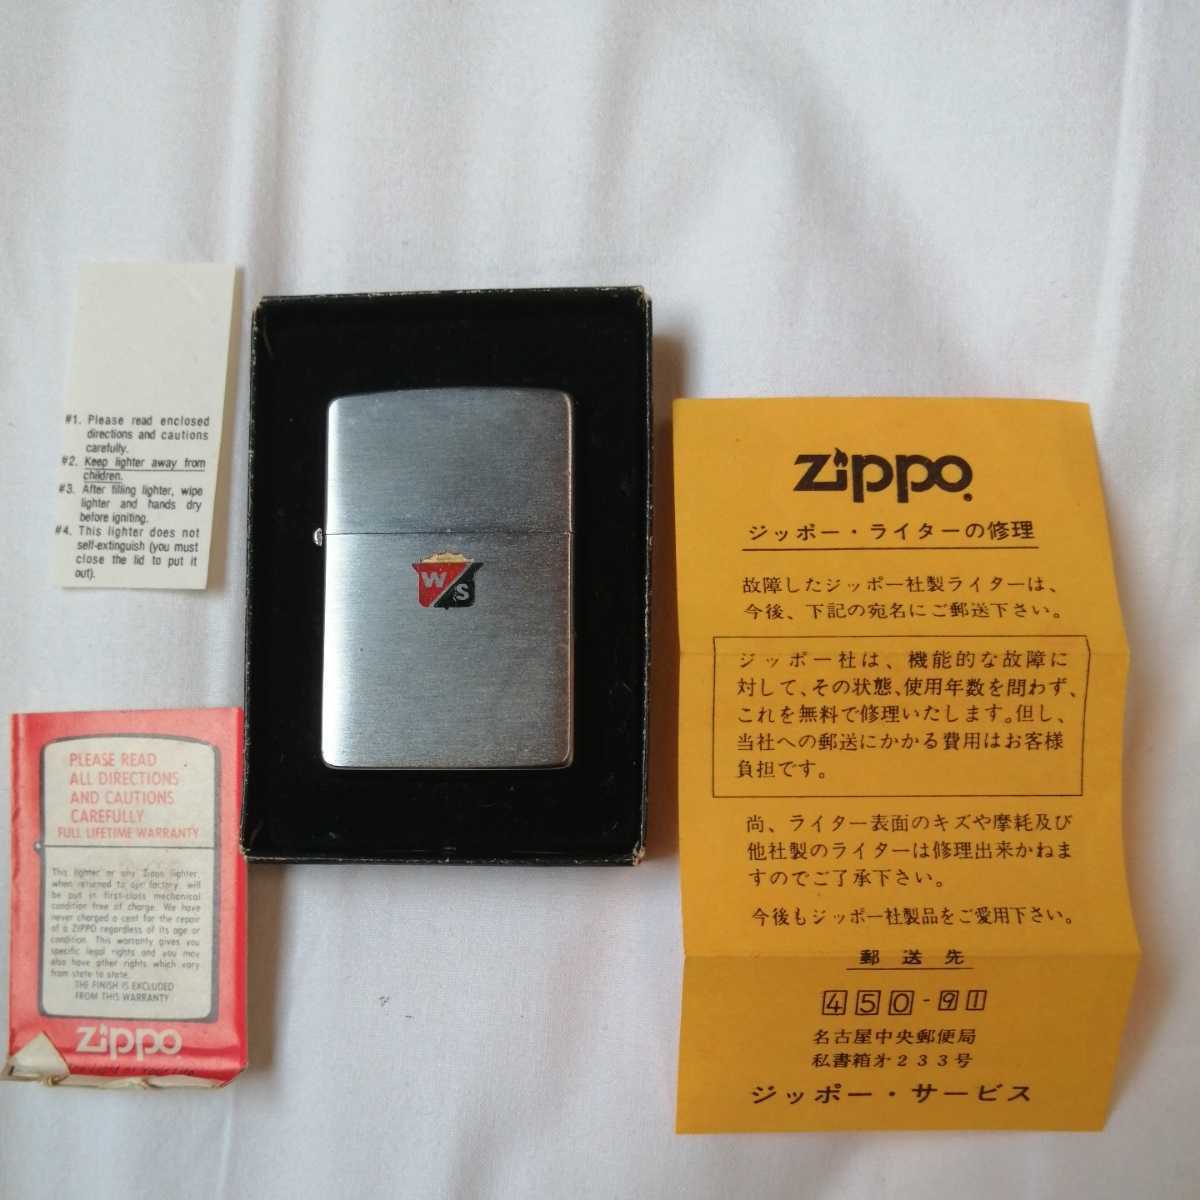 #1. Please read enclosed
directions and cautions
carefully.
#2. Keep lighter away from
children.
#3. After filling lighter, wipe
lighter and hands dry
before igniting.
#4. This lighter does not
self-extinguish (you must
close the lid to put it
out).
PLEASE READ
ALL DIRECTIONS
AND CAUTIONS
CAREFULLY
FULL LIFETIME WARRANTY
This lighter or any Zippo lighter,
when returned to our factory, will
be put in first-class mechanical
condition free of charge. We have
never charged a cent for the repair
of a ZIPPO regardless of its age or
condition. This warranty gives you
specific legal rights and you may
also have other rights which vary
from state to state.
THE FINISH IS EXCLUDED
FROM THIS WARRANTY
Zippo
W
S
Zippo
ジッポー・ライターの修理
故障したジッポー社製ライターは、
今後、下記の宛名にご郵送下さい。
ジッポー社は、機能的な故障に
対して、その状態、使用年数を問わず、
これを無料で修理いたします。但し、
当社への郵送にかかる費用はお客様
負担です。
尚、ライター表面のキズや摩耗及び
他社製のライターは修理出来かねま
すのでご了承下さい。
今後もジッポー社製品をご愛用下さい。
郵送先
450-91
名古屋中央郵便局
私書箱第233号
ジッポー・サービス